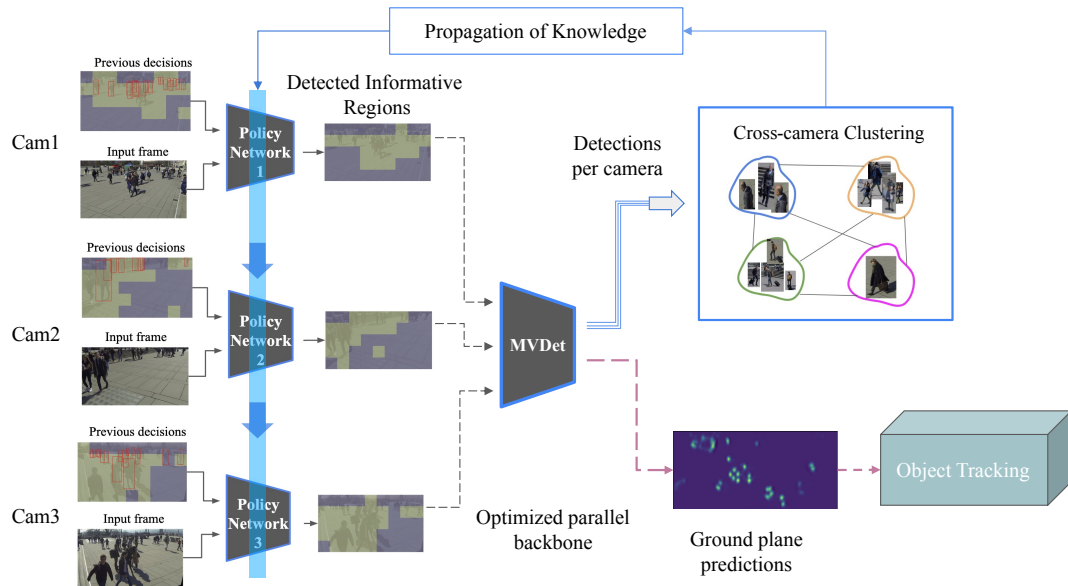 Propagation of Knowledge
Previous decisions
Detected Informative
Regions
Cam1
Policy
Network
1
Input frame
Detections
per camera
Cross-camera Clustering
Previous decisions
Cam2
Policy
Network
2
Input frame
MVDet
Previous decisions
Cam3
Policy
Network
3
Input frame
Optimized parallel
backbone
Ground plane
predictions
Object Tracking